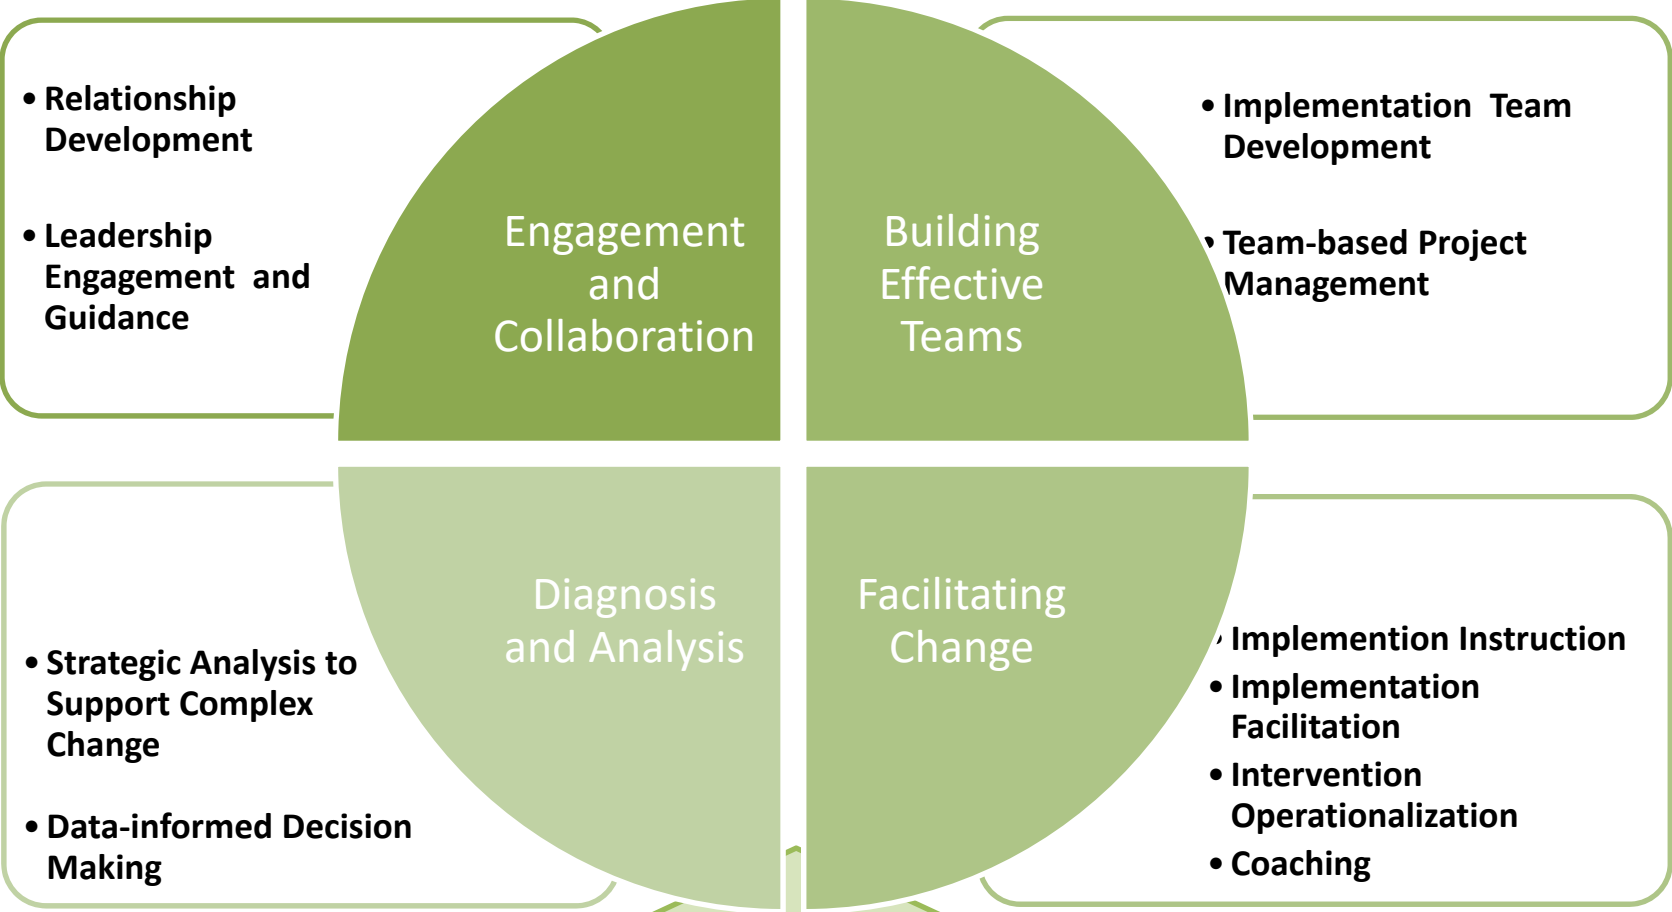 • Relationship
Development
• Leadership
Engagement and
Guidance
Engagement
and
Collaboration
Building
Effective
Teams
• Implementation Team
Development
• Team-based Project
Management
• Strategic Analysis to
Support Complex
Change
• Data-informed Decision
Making
Diagnosis
and Analysis
Facilitating
Change
• Implemention Instruction
• Implementation
Facilitation
• Intervention
Operationalization
• Coaching